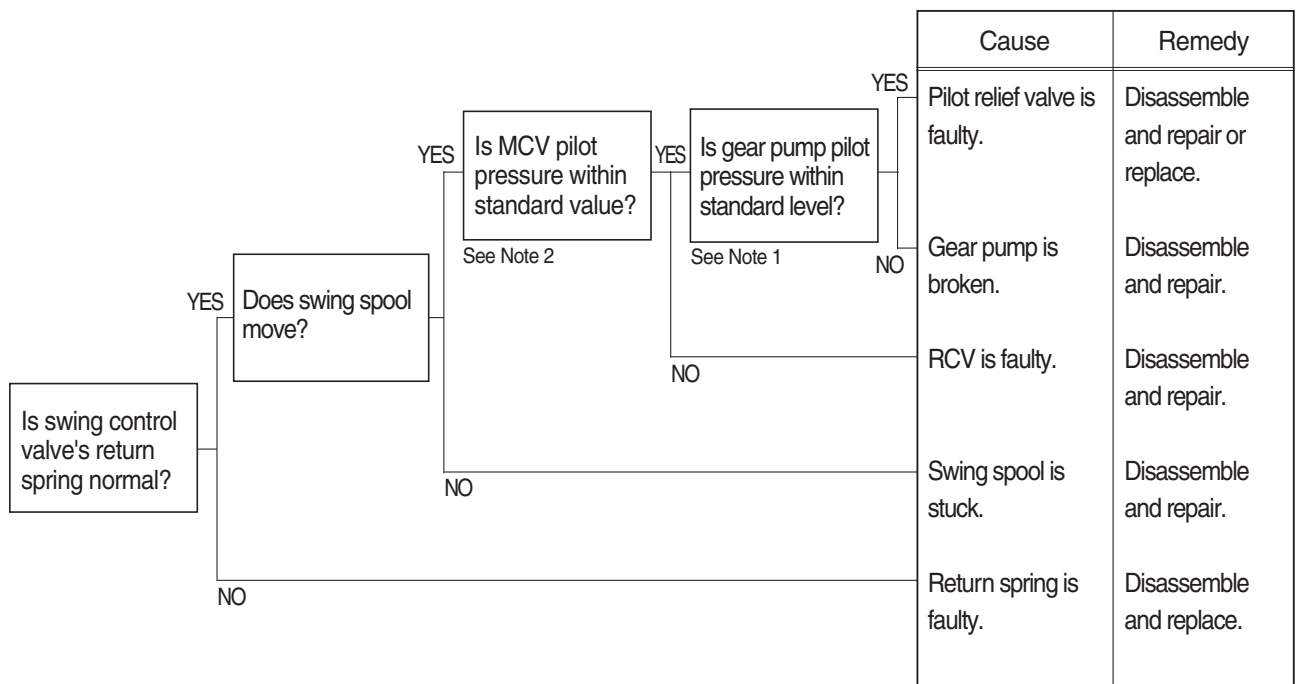 Cause
Remedy
YES
Pilot relief valve is
faulty.
Disassemble
and repair or
replace.
YES
Is MCV pilot
pressure within
standard value?
See Note 2
YES
Is gear pump pilot
pressure within
standard level?
See Note 1
NO
Gear pump is
broken.
Disassemble
and repair.
YES
Does swing spool
move?
NO
RCV is faulty.
Disassemble
and repair.
Is swing control
valve's return
spring normal?
NO
Swing spool is
stuck.
Disassemble
and repair.
NO
Return spring is
faulty.
Disassemble
and replace.